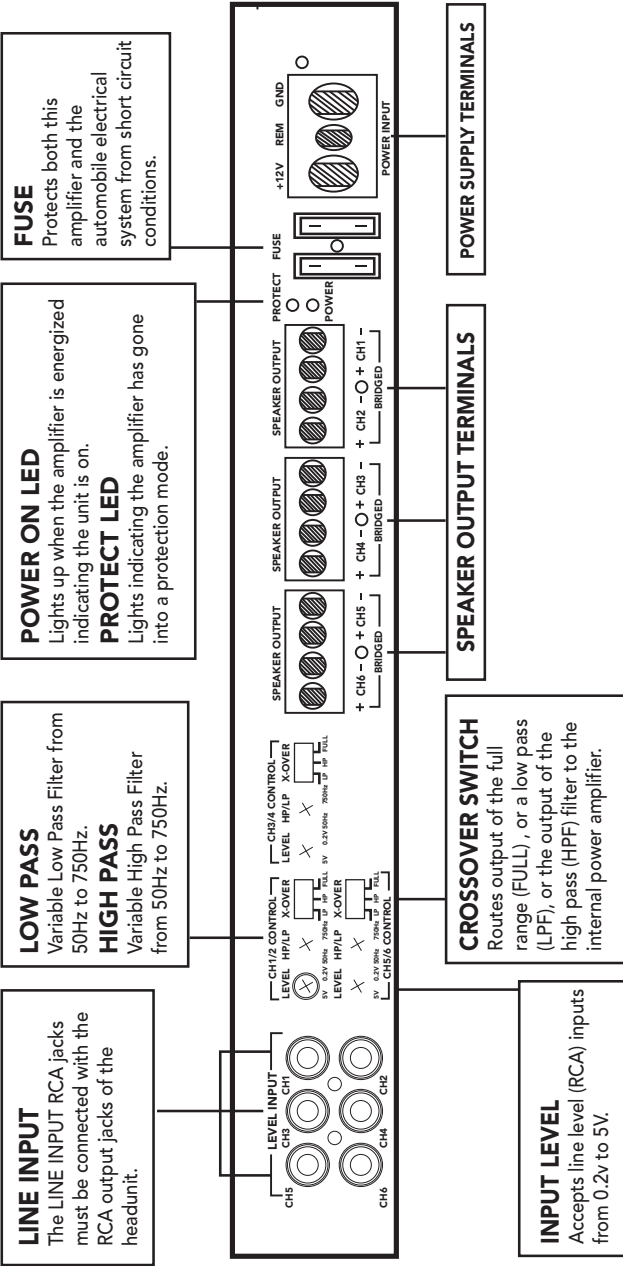 LINE INPUT
The LINE INPUT RCA jacks
must be connected with the
RCA output jacks of the
headunit.
LOW PASS
Variable Low Pass Filter from
50Hz to 750Hz.
HIGH PASS
Variable High Pass Filter
from 50Hz to 750Hz.
POWER ON LED
Lights up when the amplifier is energized
indicating the unit is on.
PROTECT LED
Lights indicating the amplifier has gone
into a protection mode.
FUSE
Protects both this
amplifier and the
automobile electrical
system from short circuit
conditions.
LEVEL INPUT
CH5
CH3
CH1
CH6
CH4
CH2
CH1/2 CONTROL
LEVEL HP/LP X-OVER
5V 0.2V 50Hz 750Hz LP HP FULL
LEVEL HP/LP X-OVER
5V 0.2V 50Hz 750Hz LP HP FULL
CH5/6 CONTROL
CH3/4 CONTROL
LEVEL HP/LP X-OVER
5V 0.2V 50Hz 750Hz LP HP FULL
SPEAKER OUTPUT
+ CH6 - + CH5 -
BRIDGED
SPEAKER OUTPUT
+ CH4 - + CH3 -
BRIDGED
SPEAKER OUTPUT
+ CH2 - + CH1 -
BRIDGED
PROTECT
POWER
FUSE
+12V REM GND
POWER INPUT
INPUT LEVEL
Accepts line level (RCA) inputs
from 0.2v to 5V.
CROSSOVER SWITCH
Routes output of the full
range (FULL) , or a low pass
(LPF), or the output of the
high pass (HPF) filter to the
internal power amplifier.
SPEAKER OUTPUT TERMINALS
POWER SUPPLY TERMINALS